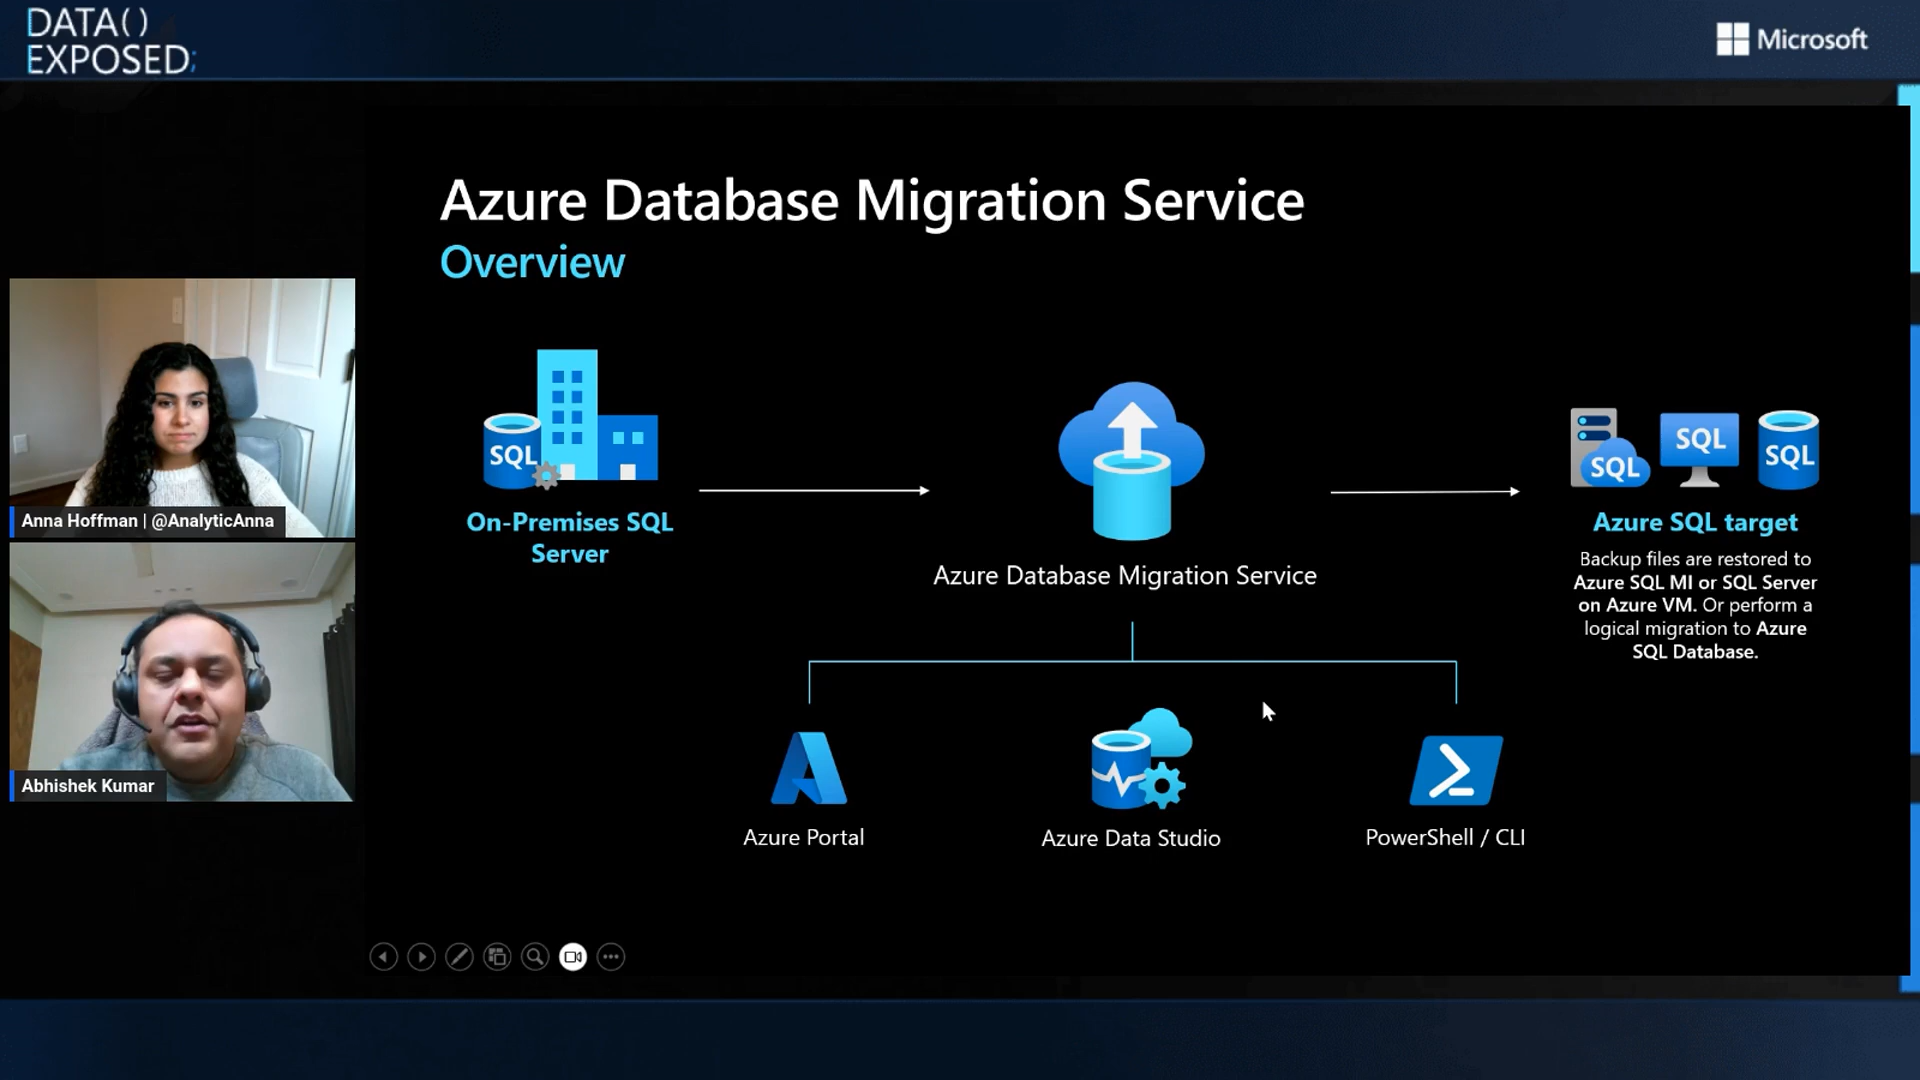 DATA()
EXPOSED;
Microsoft
Azure Database Migration Service
Overview
Anna Hoffman | @AnalyticAnna
Abhishek Kumar
SQL
On-Premises SQL
Server
Azure Database Migration Service
SQL
SQL
SQL
Azure SQL target
Backup files are restored to
Azure SQL MI or SQL Server
on Azure VM. Or perform a
logical migration to Azure
SQL Database.
Azure Portal
Azure Data Studio
PowerShell / CLI